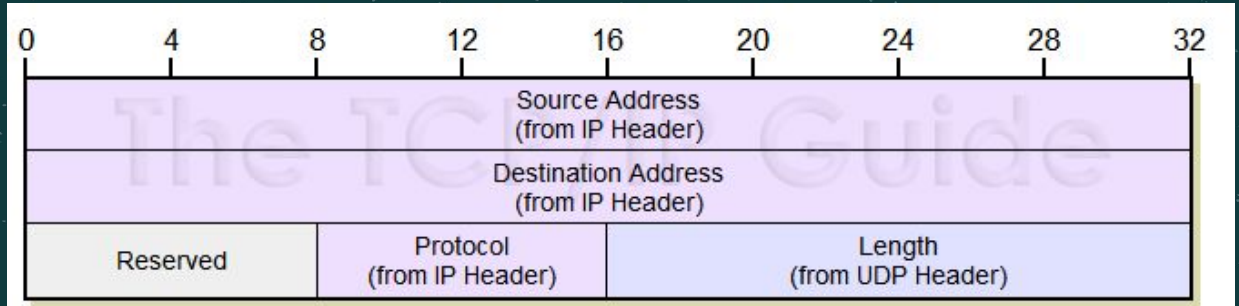 0 4 8 12 16 20 24 28 32
The TCP/IP Guide
Source Address
(from IP Header)
Destination Address
(from IP Header)
Reserved
Protocol
(from IP Header)
Length
(from UDP Header)